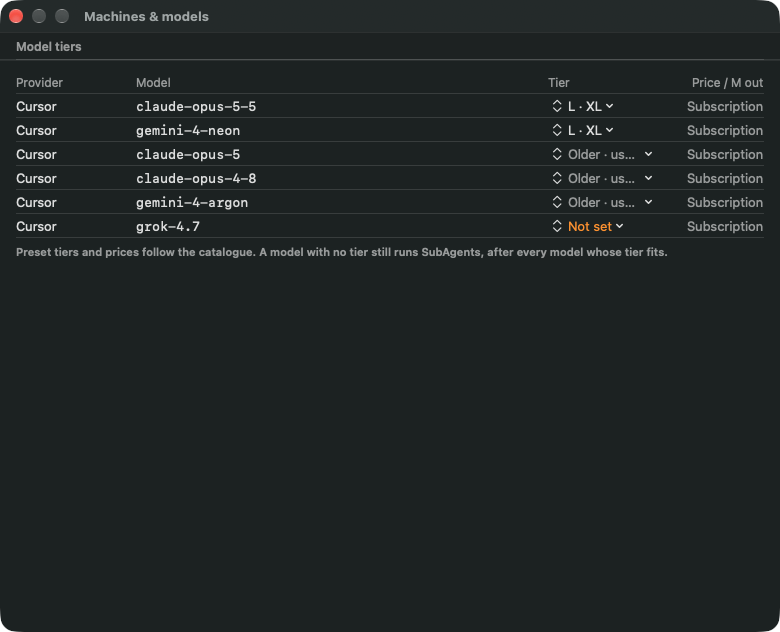 Machines & models
Model tiers
Provider Model Tier Price / M out
Cursor claude-opus-5-5 L · XL Subscription
Cursor gemini-4-neon L · XL Subscription
Cursor claude-opus-5 Older · us... Subscription
Cursor claude-opus-4-8 Older · us... Subscription
Cursor gemini-4-argon Older · us... Subscription
Cursor grok-4.7 Not set Subscription
Preset tiers and prices follow the catalogue. A model with no tier still runs SubAgents, after every model whose tier fits.